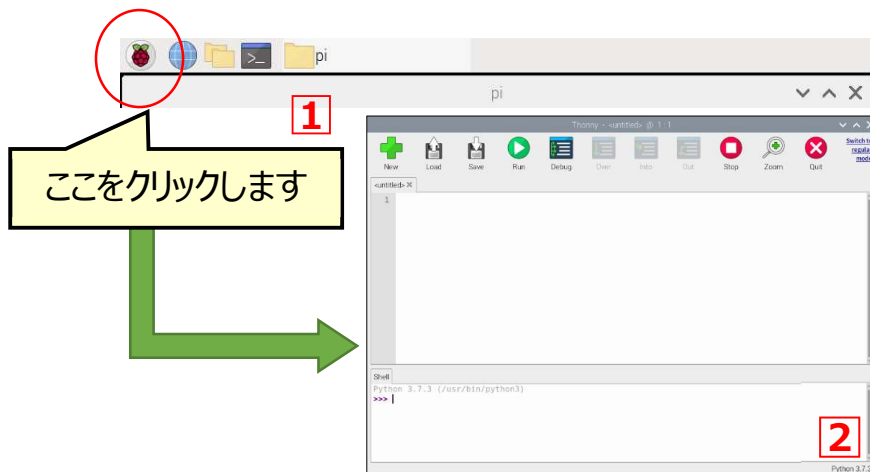 pi
pi
1
ここをクリックします
Thonny - <untitled> @ 1 : 1
New Load Save Run Debug Over Into Out Stop Zoom Quit
Switch to
regular
mode
<untitled> ✕
1
Shell
Python 3.7.3 (/usr/bin/python3)
>>>
2
Python 3.7.3